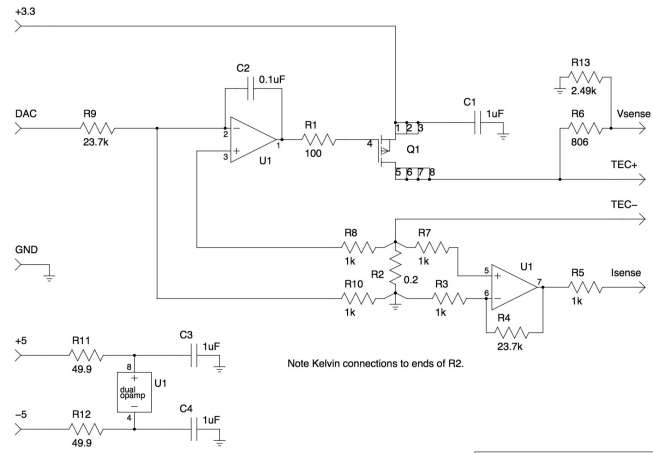 +3.3
C2
0.1uF
R13
2.49k
DAC
R9
23.7k
2
3
1
U1
R1
100
4
1 2 3
Q1
5 6 7 8
C1
1uF
R6
806
Vsense
TEC+
TEC−
GND
R8
1k
R7
1k
R2
0.2
R10
1k
R3
1k
5
6
7
U1
R4
23.7k
R5
1k
Isense
+5
R11
49.9
C3
1uF
8
dual
opamp
U1
4
−5
R12
49.9
C4
1uF
Note Kelvin connections to ends of R2.